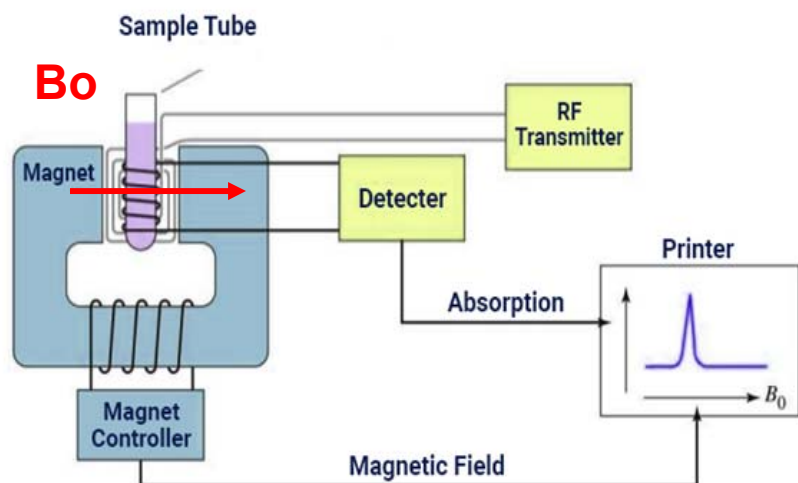 Sample Tube
Bo
RF
Transmitter
Magnet
Detecter
Printer
Absorption
B0
Magnet
Controller
Magnetic Field